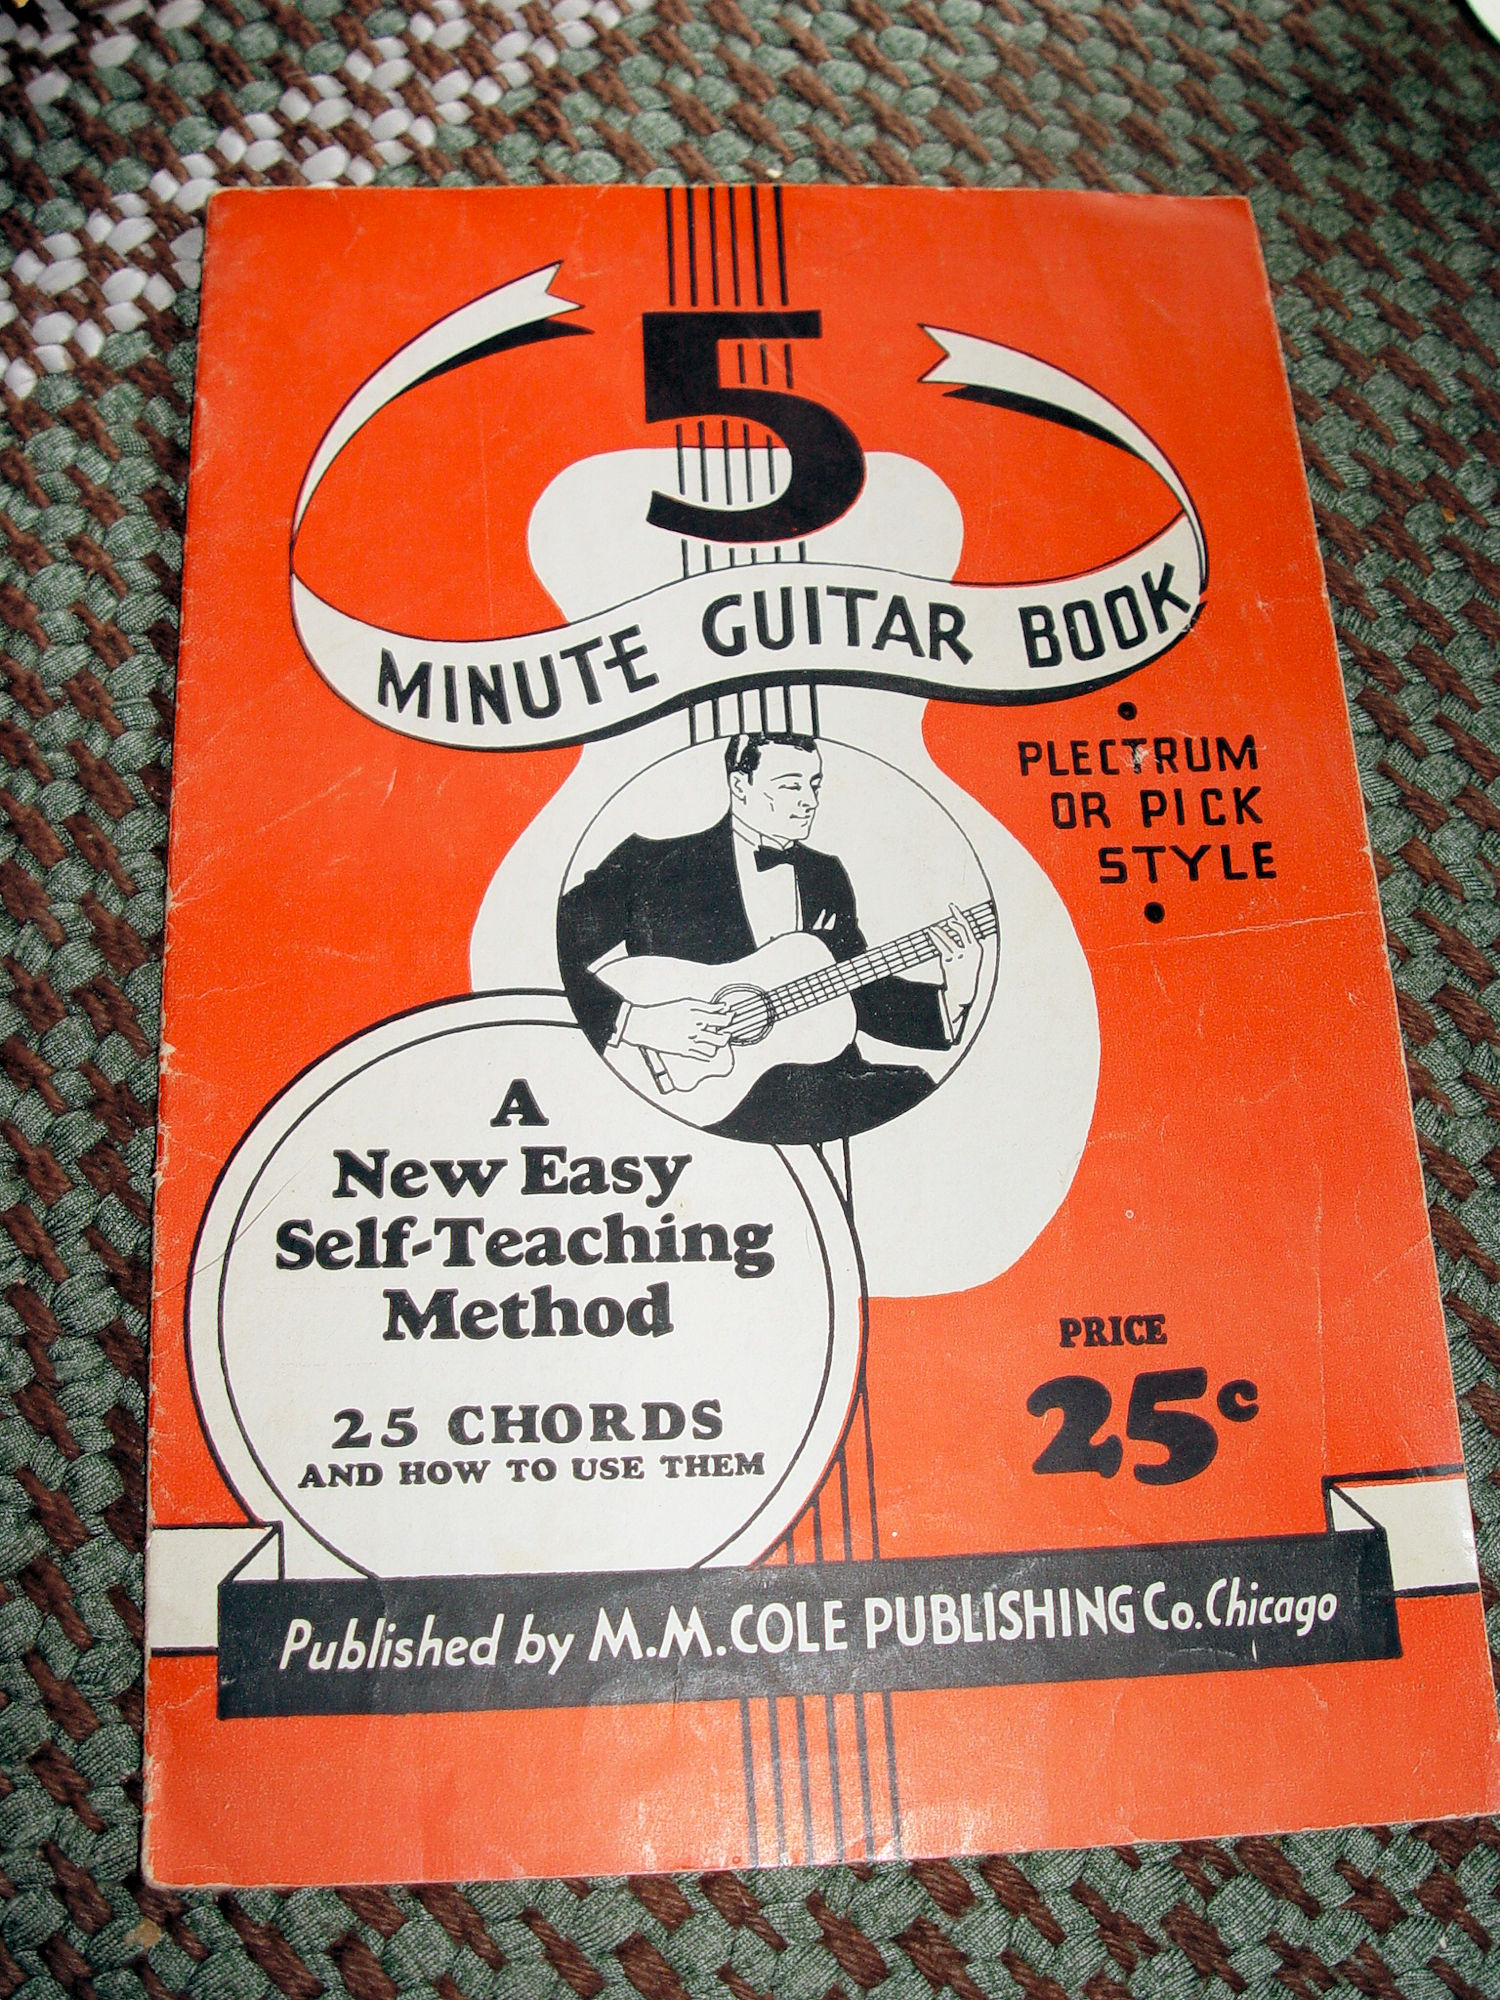 5
MINUTE GUITAR BOOK
PLECTRUM
OR PICK
STYLE
A
New Easy
Self-Teaching
Method
25 CHORDS
AND HOW TO USE THEM
PRICE
25c
Published by M.M. COLE PUBLISHING Co. Chicago